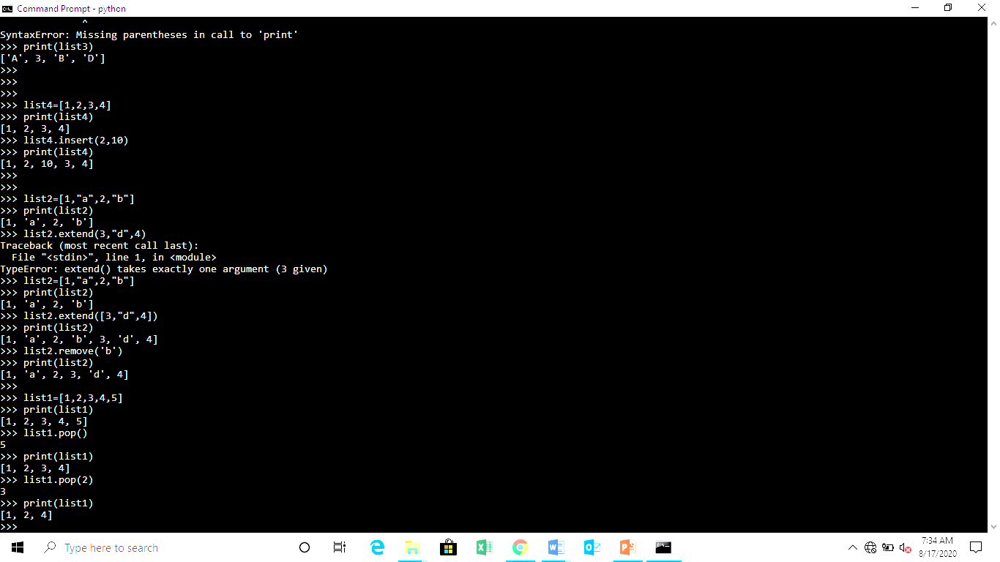 Command Prompt - python
^
SyntaxError: Missing parentheses in call to 'print'
>>> print(list3)
['A', 3, 'B', 'D']
>>>
>>>
>>>
>>> list4=[1,2,3,4]
>>> print(list4)
[1, 2, 3, 4]
>>> list4.insert(2,10)
>>> print(list4)
[1, 2, 10, 3, 4]
>>>
>>>
>>> list2=[1,"a",2,"b"]
>>> print(list2)
[1, 'a', 2, 'b']
>>> list2.extend(3,"d",4)
Traceback (most recent call last):
  File "<stdin>", line 1, in <module>
TypeError: extend() takes exactly one argument (3 given)
>>> list2=[1,"a",2,"b"]
>>> print(list2)
[1, 'a', 2, 'b']
>>> list2.extend([3,"d",4])
>>> print(list2)
[1, 'a', 2, 'b', 3, 'd', 4]
>>> list2.remove('b')
>>> print(list2)
[1, 'a', 2, 3, 'd', 4]
>>>
>>> list1=[1,2,3,4,5]
>>> print(list1)
[1, 2, 3, 4, 5]
>>> list1.pop()
5
>>> print(list1)
[1, 2, 3, 4]
>>> list1.pop(2)
3
>>> print(list1)
[1, 2, 4]
>>>
Type here to search
7:34 AM
8/17/2020